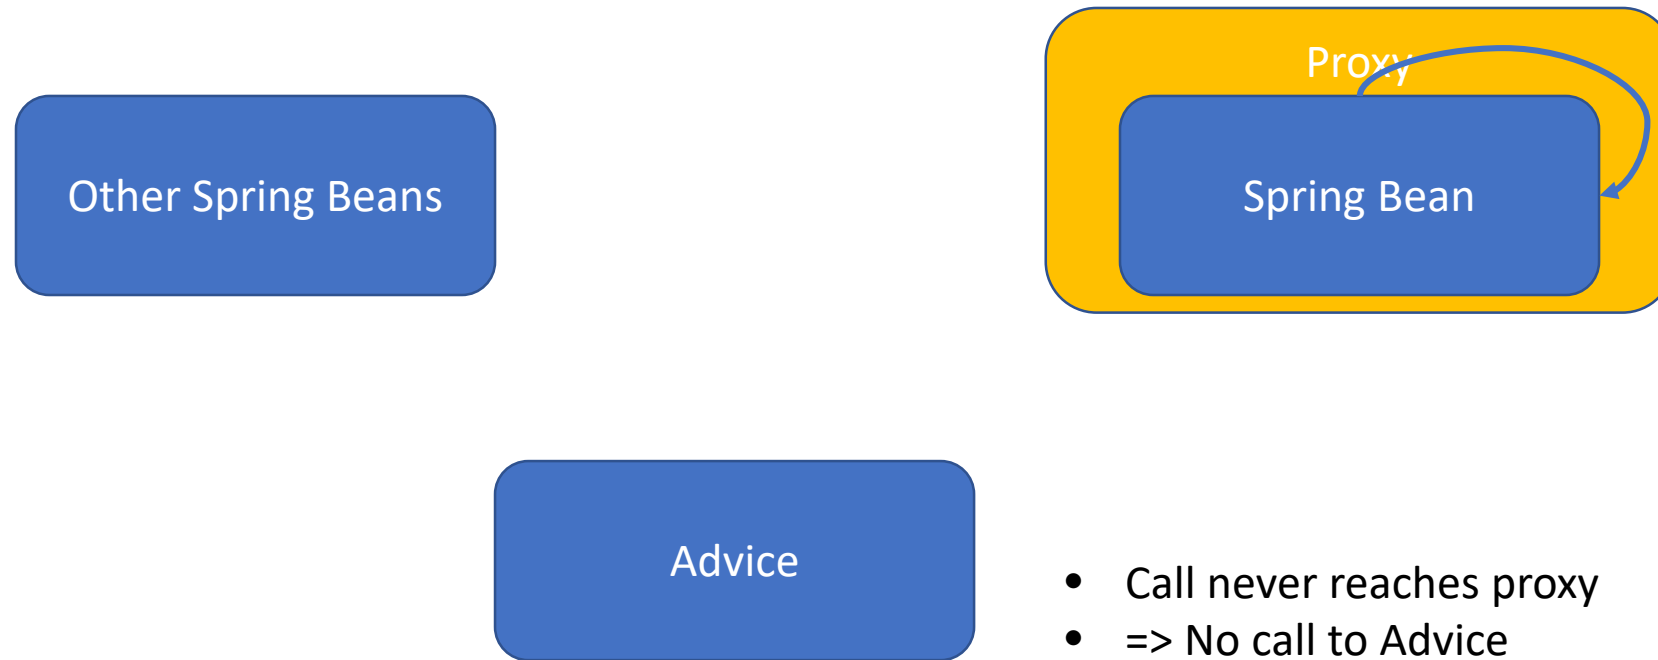 Proxy
Other Spring Beans
Spring Bean
Advice
• Call never reaches proxy
• => No call to Advice